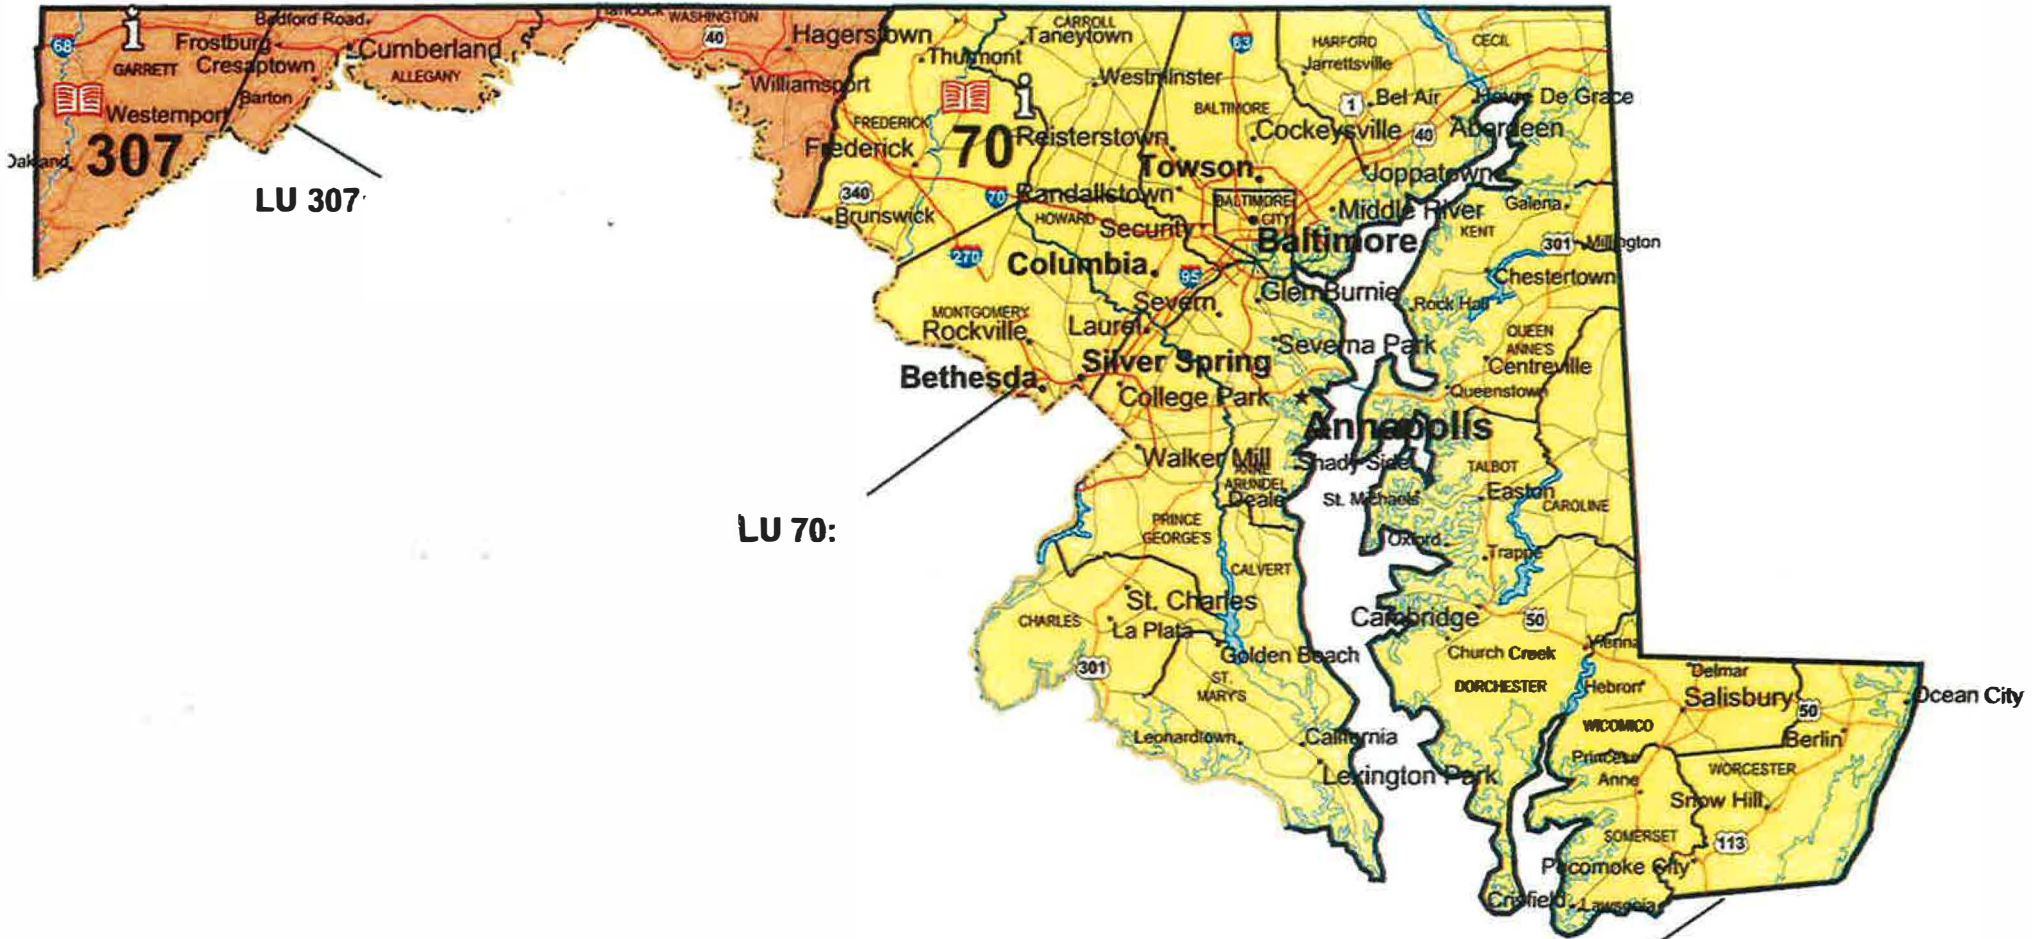 Hancock
WASHINGTON
Bedford Road
68
i
Frostburg
Cumberland
40
Hagerstown
GARRETT
Cresaptown
ALLEGANY
Williamsport
Barton
Westernport
307
Oakland
LU 307
CARROLL
Taneytown
Thurmont
Westminster
i
FREDERICK
70
Reisterstown
Frederick
83
HARFORD
Jarrettsville
CECIL
BALTIMORE
1
Bel Air
Havre De Grace
Cockeysville
40
Aberdeen
Towson
Joppatowne
340
70
Randallstown
Brunswick
HOWARD
Security
BALTIMORE
CITY
Middle River
Galena
KENT
Baltimore
301
Millington
270
Columbia
95
Chestertown
Severn
Glen Burnie
Rock Hall
MONTGOMERY
Rockville
Laurel
QUEEN
ANNE'S
Severna Park
Centreville
Silver Spring
Bethesda
College Park
Queenstown
Annapolis
Walker Mill
Shady Side
TALBOT
ANNE
ARUNDEL
Deale
St. Michaels
Easton
CAROLINE
LU 70:
PRINCE
GEORGE'S
Oxford
Trappe
CALVERT
St. Charles
CHARLES
La Plata
Cambridge
50
301
Golden Beach
Church Creek
Vienna
ST.
MARY'S
DORCHESTER
Hebron
Delmar
Salisbury
50
Ocean City
WICOMICO
Leonardtown
California
Berlin
Princess
Anne
WORCESTER
Lexington Park
Snow Hill
SOMERSET
113
Pocomoke City
Crisfield
Lawsonia